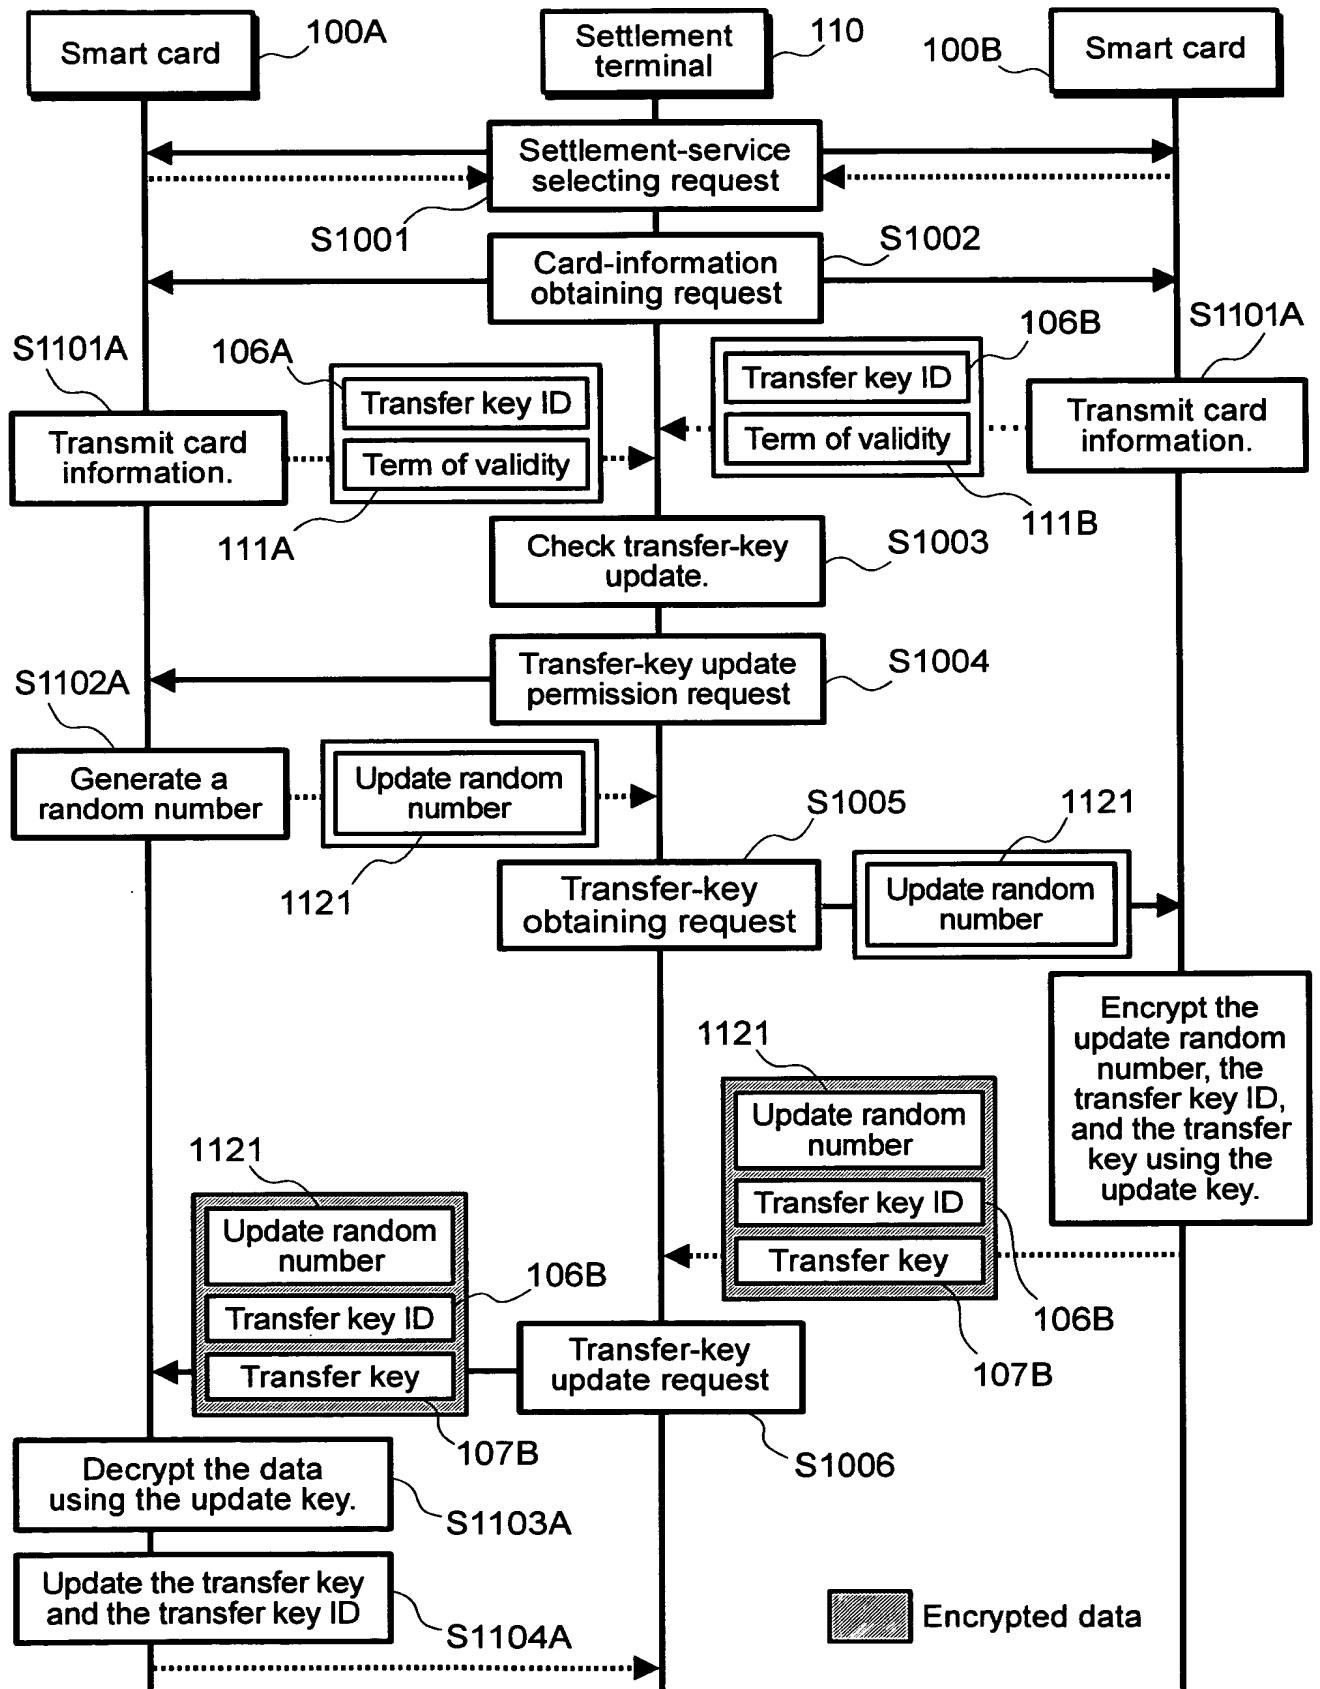 Smart card
100A
Settlement
terminal
110
100B
Smart card
Settlement-service
selecting request
S1001
Card-information
obtaining request
S1002
S1101A
106A
Transfer key ID
Term of validity
111A
Transmit card
information.
106B
Transfer key ID
Term of validity
111B
S1101A
Transmit card
information.
Check transfer-key
update.
S1003
Transfer-key update
permission request
S1004
S1102A
Generate a
random number
Update random
number
1121
S1005
Transfer-key
obtaining request
1121
Update random
number
Encrypt the
update random
number, the
transfer key ID,
and the transfer
key using the
update key.
1121
Update random
number
Transfer key ID
Transfer key
106B
107B
1121
Update random
number
106B
Transfer key ID
Transfer key
107B
Transfer-key
update request
S1006
Decrypt the data
using the update key.
S1103A
Update the transfer key
and the transfer key ID
S1104A
Encrypted data